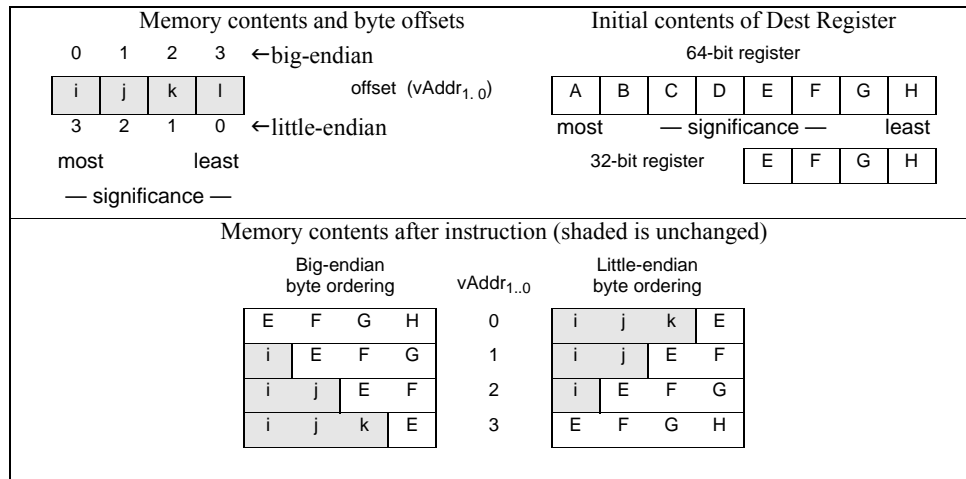 Memory contents and byte offsets
0 1 2 3 ←big-endian
i j k l offset (vAddr1. 0)
3 2 1 0 ←little-endian
most least
— significance —
Initial contents of Dest Register
64-bit register
A B C D E F G H
most — significance — least
32-bit register E F G H
Memory contents after instruction (shaded is unchanged)
Big-endian
byte ordering
vAddr1..0
Little-endian
byte ordering
E F G H 0 i j k E
i E F G 1 i j E F
i j E F 2 i E F G
i j k E 3 E F G H